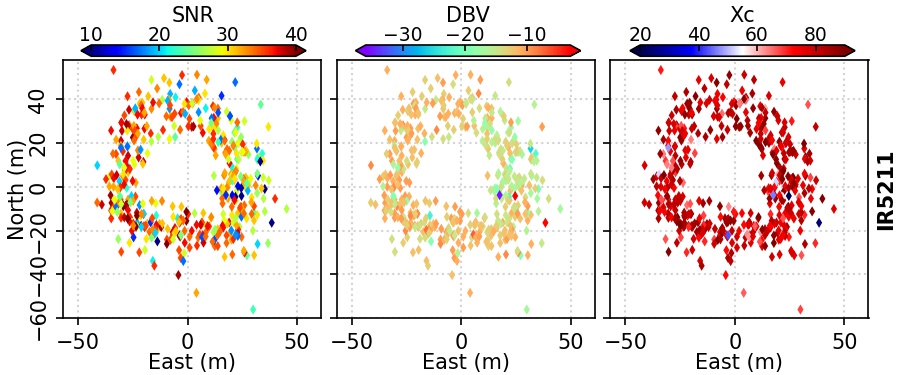 SNR
10 20 30 40
DBV
−30 −20 −10
Xc
20 40 60 80
North (m)
40
20
0
−20
−40
−60
−50 0 50
East (m)
−50 0 50
East (m)
−50 0 50
East (m)
IR5211